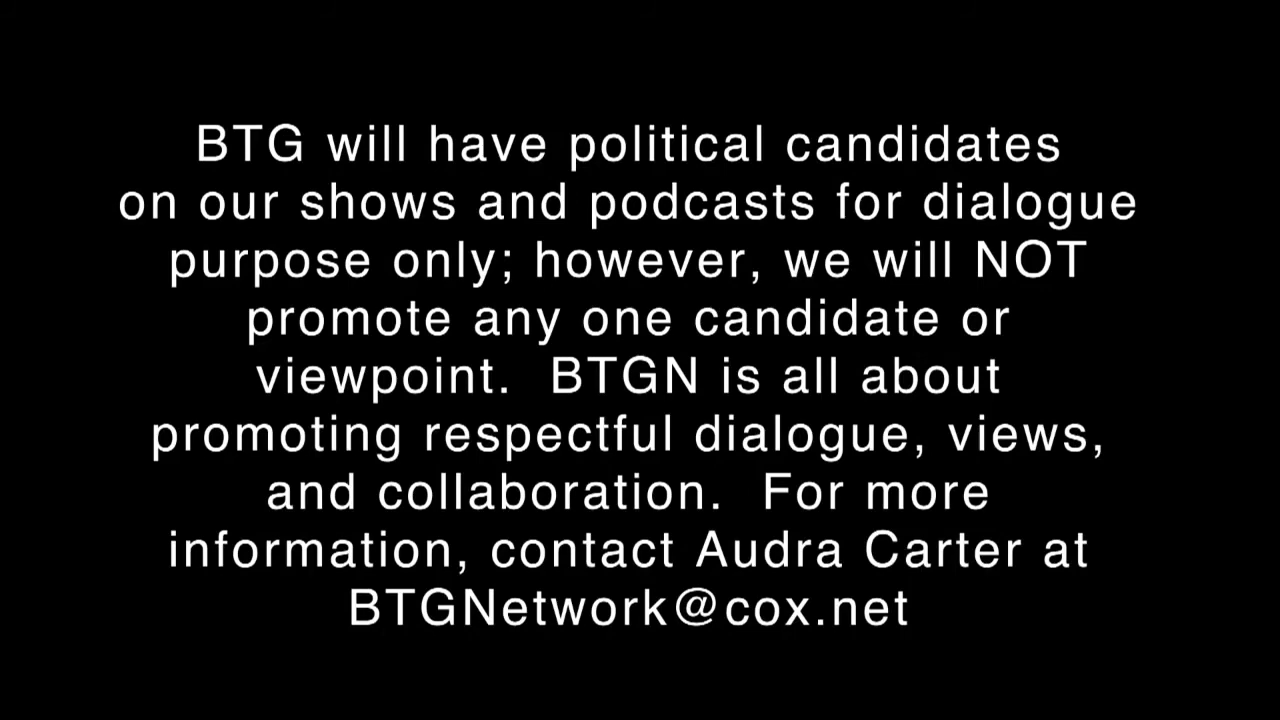 BTG will have political candidates
on our shows and podcasts for dialogue
purpose only; however, we will NOT
promote any one candidate or
viewpoint.  BTGN is all about
promoting respectful dialogue, views,
and collaboration.  For more
information, contact Audra Carter at
BTGNetwork@cox.net